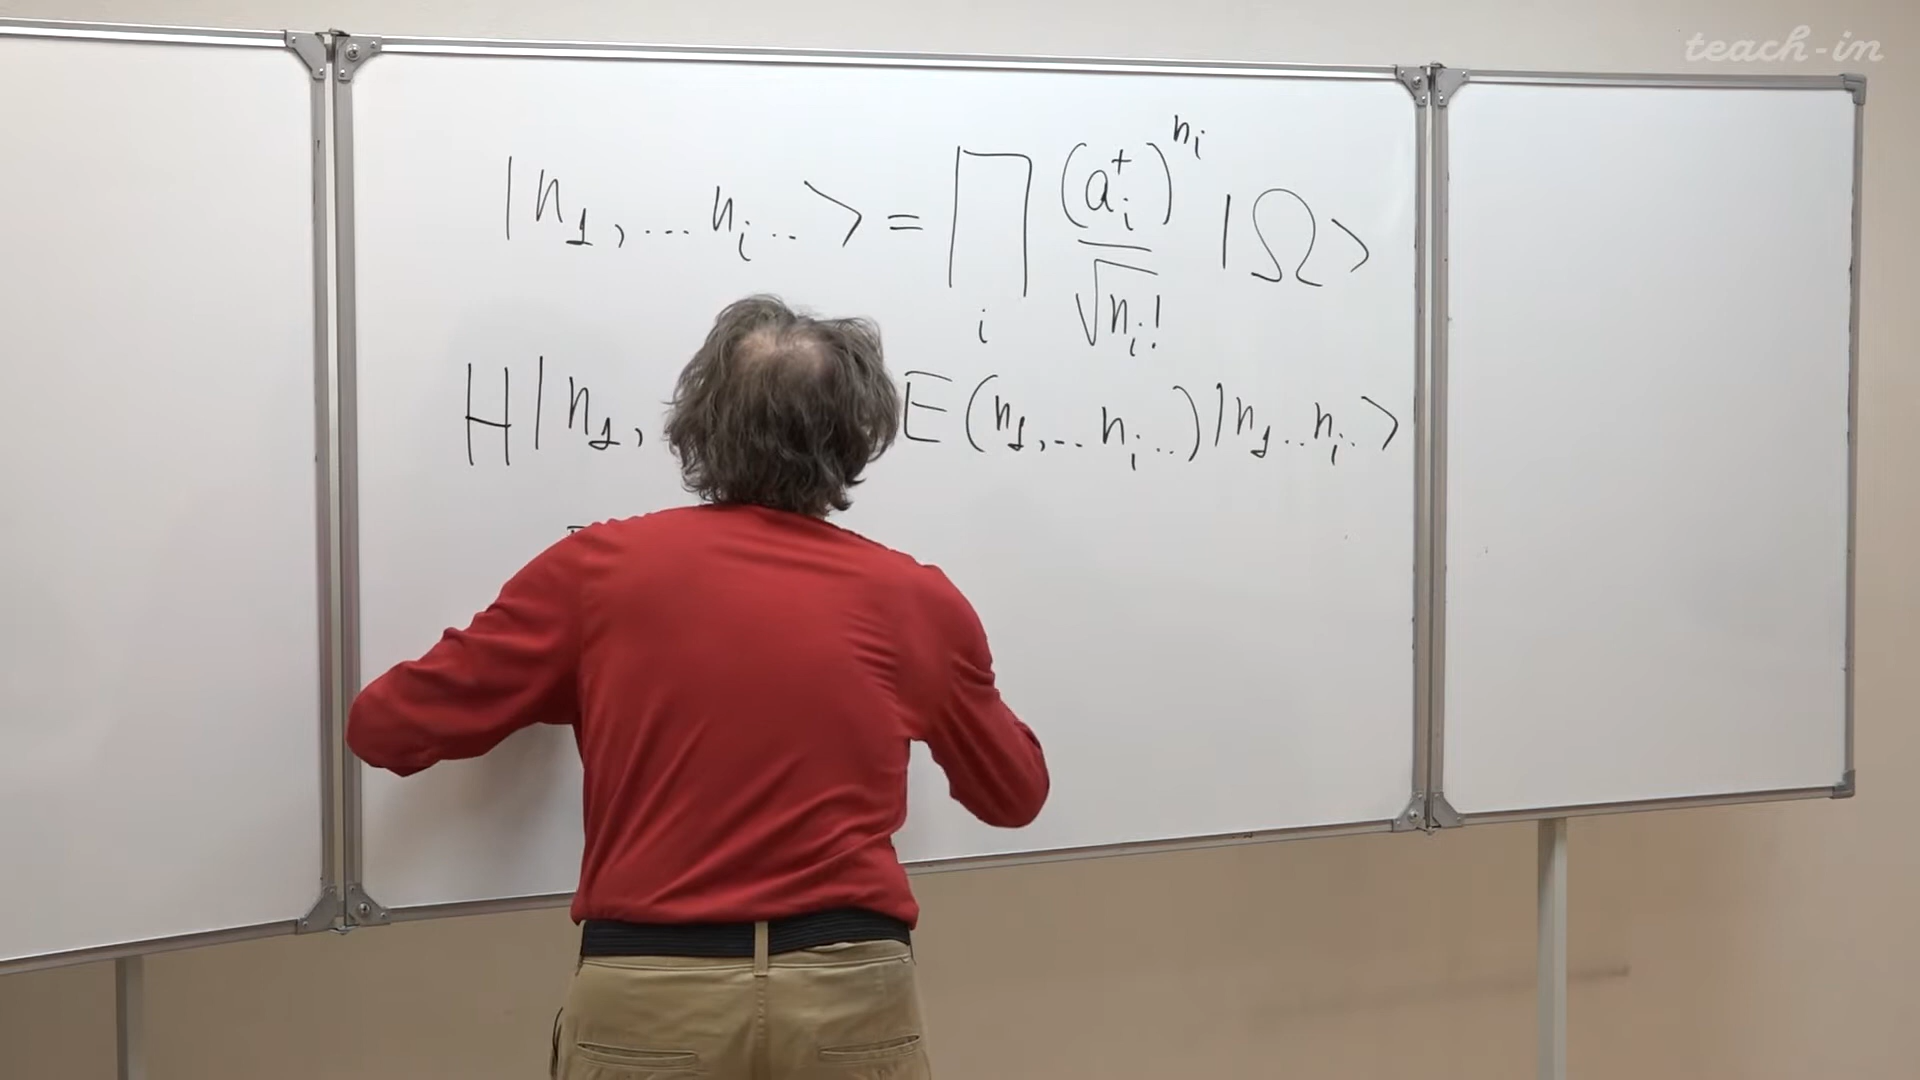 teach-in
|n₁, ... nᵢ .. > = ∏ᵢ (aᵢ⁺)ⁿⁱ / √nᵢ! |Ω>
H|n₁, E(n₁, .. nᵢ ..)|n₁ .. nᵢ .. >